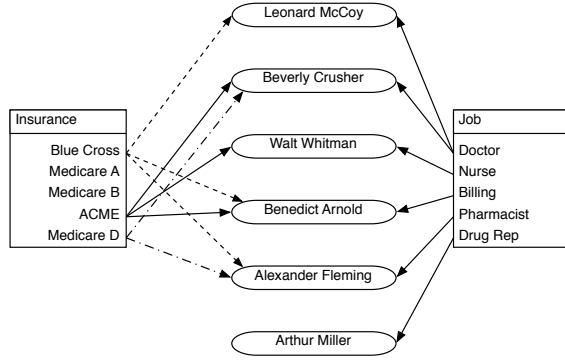 Leonard McCoy
Beverly Crusher
Insurance
Blue Cross
Medicare A
Medicare B
ACME
Medicare D
Walt Whitman
Benedict Arnold
Alexander Fleming
Arthur Miller
Job
Doctor
Nurse
Billing
Pharmacist
Drug Rep